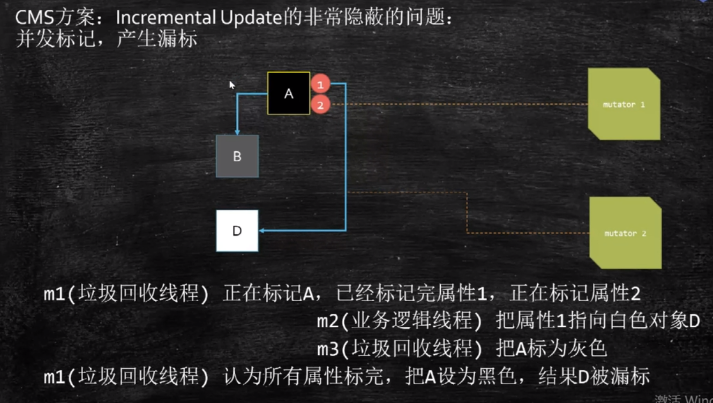 CMS方案：Incremental Update的非常隐蔽的问题：
并发标记，产生漏标
A
1
2
mutator 1
B
D
mutator 2
m1(垃圾回收线程) 正在标记A，已经标记完属性1，正在标记属性2
m2(业务逻辑线程) 把属性1指向白色对象D
m3(垃圾回收线程) 把A标为灰色
m1(垃圾回收线程) 认为所有属性标完，把A设为黑色，结果D被漏标
激活 Wind